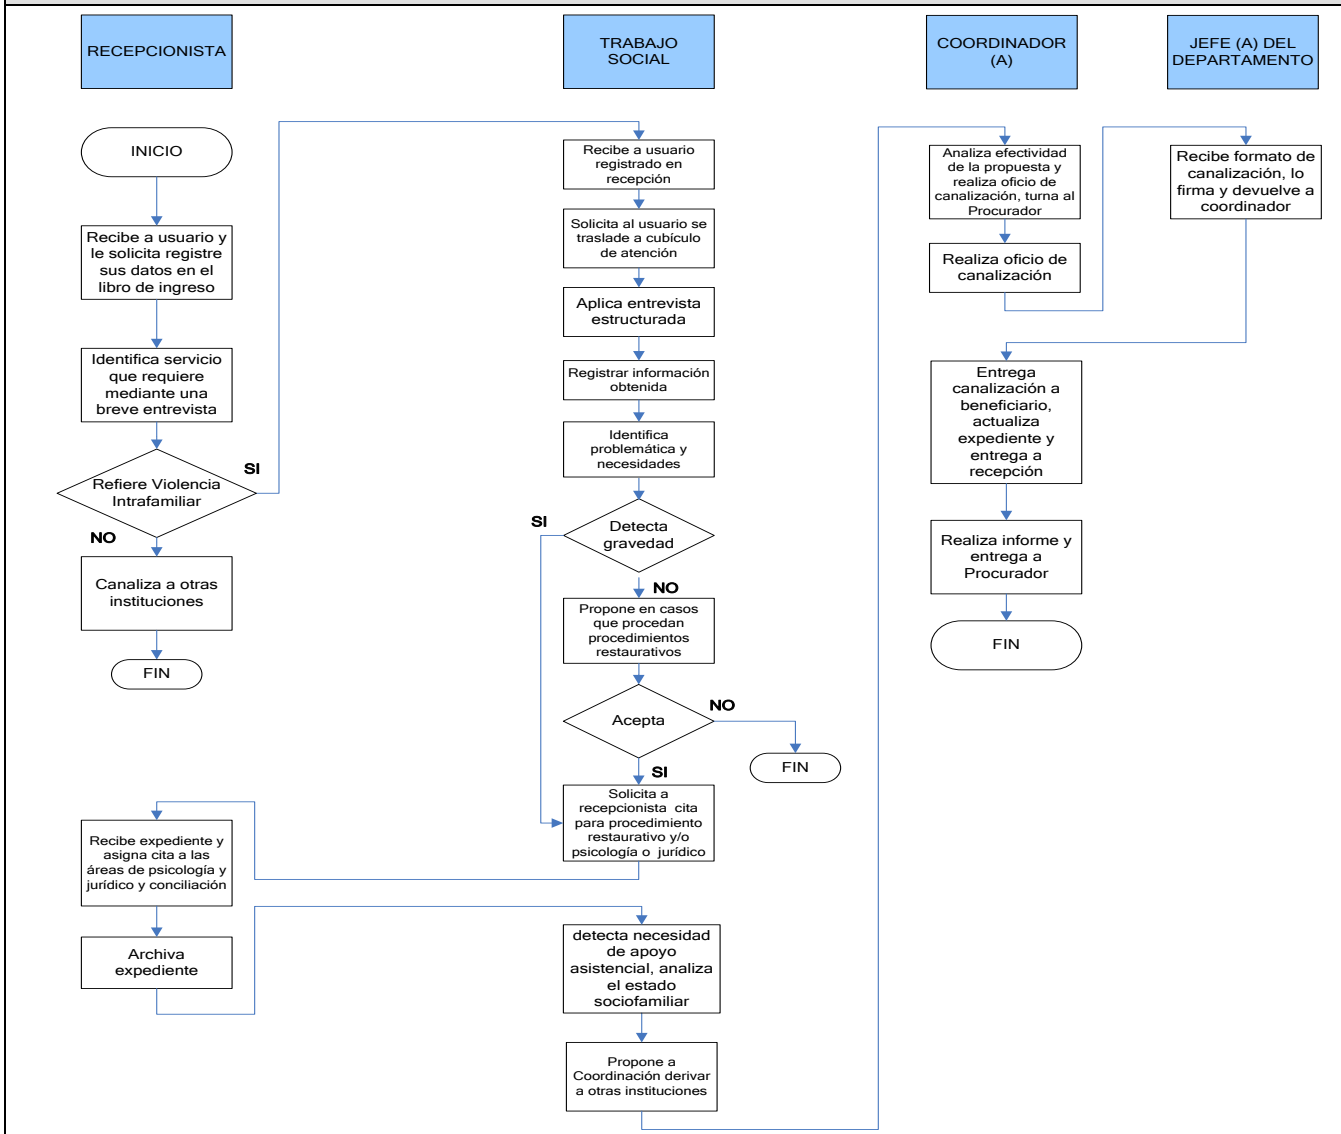 RECEPCIONISTA
TRABAJO
SOCIAL
COORDINADOR
(A)
JEFE (A) DEL
DEPARTAMENTO
INICIO
Recibe a usuario y
le solicita registre
sus datos en el
libro de ingreso
Identifica servicio
que requiere
mediante una
breve entrevista
Refiere Violencia
Intrafamiliar
SI
NO
Canaliza a otras
instituciones
FIN
Recibe a usuario
registrado en
recepción
Solicita al usuario se
traslade a cubículo
de atención
Aplica entrevista
estructurada
Registrar información
obtenida
Identifica
problemática y
necesidades
Detecta
gravedad
SI
NO
Propone en casos
que procedan
procedimientos
restaurativos
Acepta
NO
FIN
SI
Solicita a
recepcionista cita
para procedimiento
restaurativo y/o
psicología o jurídico
Recibe expediente y
asigna cita a las
áreas de psicología y
jurídico y conciliación
Archiva
expediente
detecta necesidad
de apoyo
asistencial, analiza
el estado
sociofamiliar
Propone a
Coordinación derivar
a otras instituciones
Analiza efectividad
de la propuesta y
realiza oficio de
canalización, turna al
Procurador
Realiza oficio de
canalización
Recibe formato de
canalización, lo
firma y devuelve a
coordinador
Entrega
canalización a
beneficiario,
actualiza
expediente y
entrega a
recepción
Realiza informe y
entrega a
Procurador
FIN